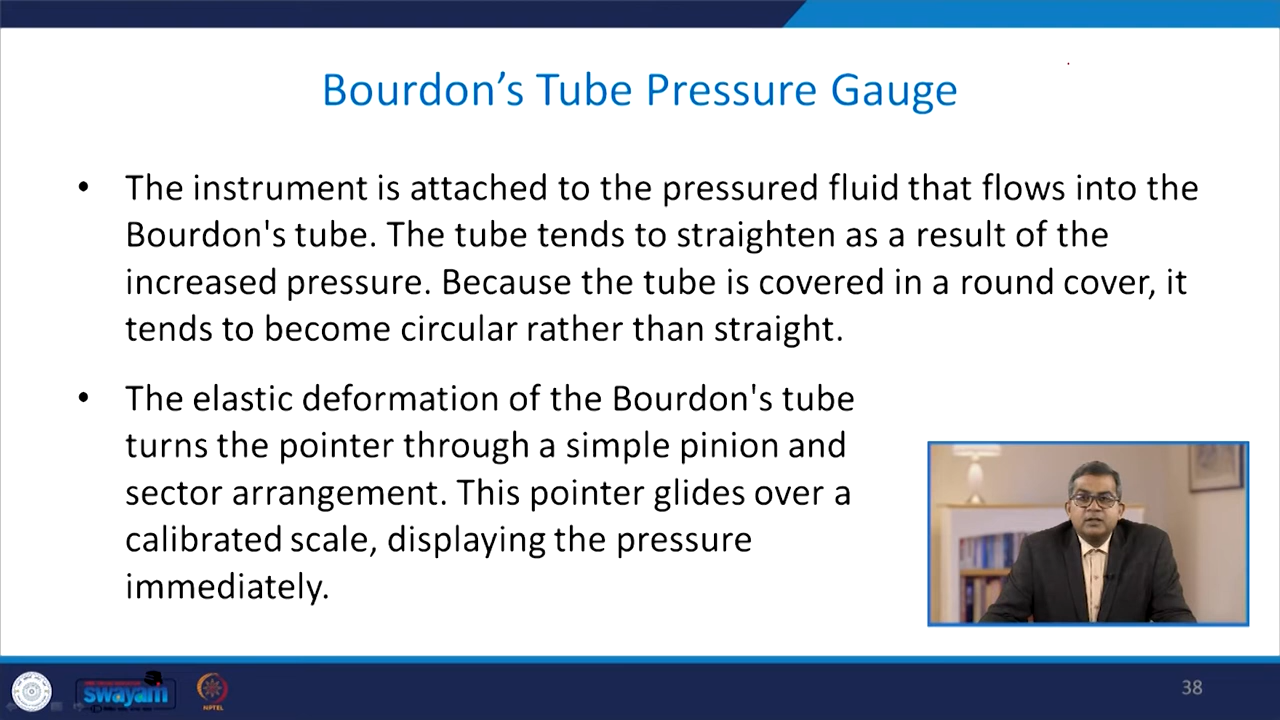 Bourdon's Tube Pressure Gauge
• The instrument is attached to the pressured fluid that flows into the
Bourdon's tube. The tube tends to straighten as a result of the
increased pressure. Because the tube is covered in a round cover, it
tends to become circular rather than straight.
• The elastic deformation of the Bourdon's tube
turns the pointer through a simple pinion and
sector arrangement. This pointer glides over a
calibrated scale, displaying the pressure
immediately.
swayam
NPTEL
38